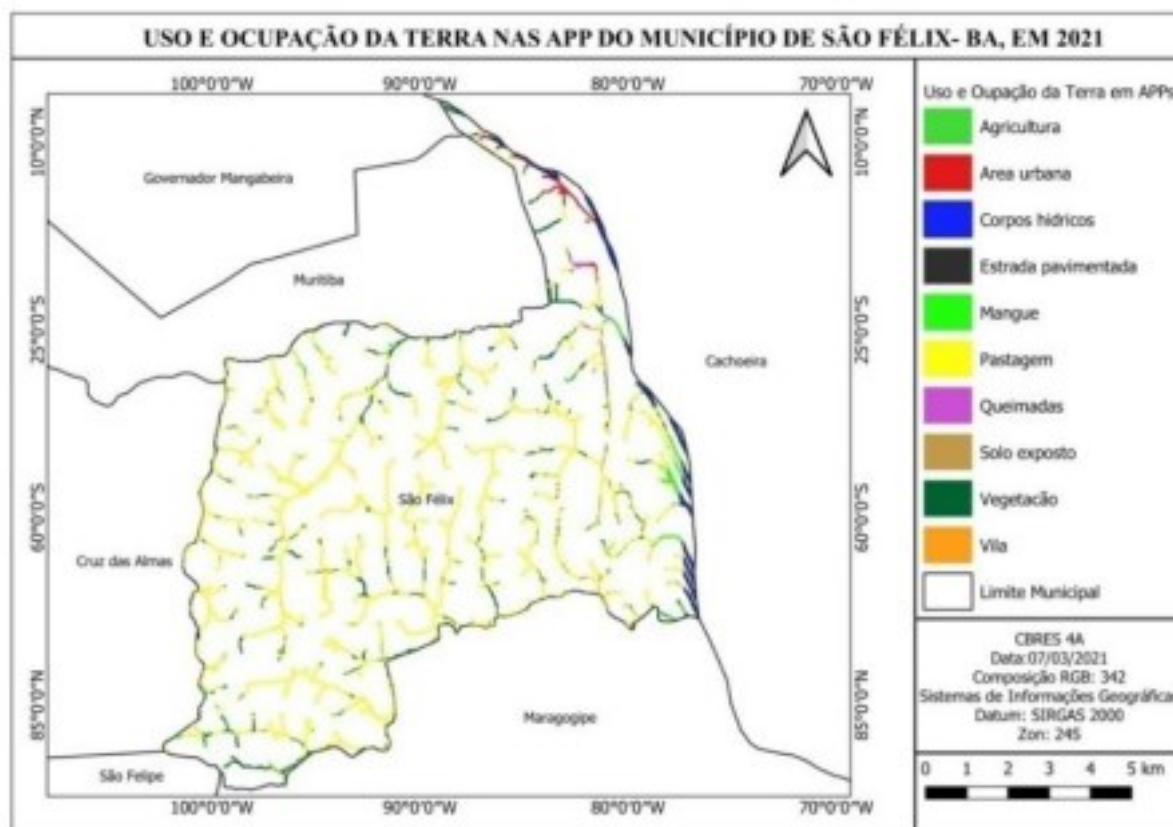 USO E OCUPAÇÃO DA TERRA NAS APP DO MUNICÍPIO DE SÃO FÉLIX- BA, EM 2021
100°0'0"W 90°0'0"W 80°0'0"W 70°0'0"W
10°0'0"N
10°0'0"N
25°0'0"S
25°0'0"S
60°0'0"S
60°0'0"S
85°0'0"N
85°0'0"N
Governador Mangabeira
Muritiba
Cachoeira
São Félix
Cruz das Almas
Maragogipe
São Felipe
100°0'0"W 90°0'0"W 80°0'0"W 70°0'0"W
Uso e Oupação da Terra em APPs
Agricultura
Area urbana
Corpos hidricos
Estrada pavimentada
Mangue
Pastagem
Queimadas
Solo exposto
Vegetacão
Vila
Limite Municipal
CBRES 4A
Data:07/03/2021
Composição RGB: 342
Sistemas de Informações Geográfica
Datum: SIRGAS 2000
Zon: 24S
0 1 2 3 4 5 km